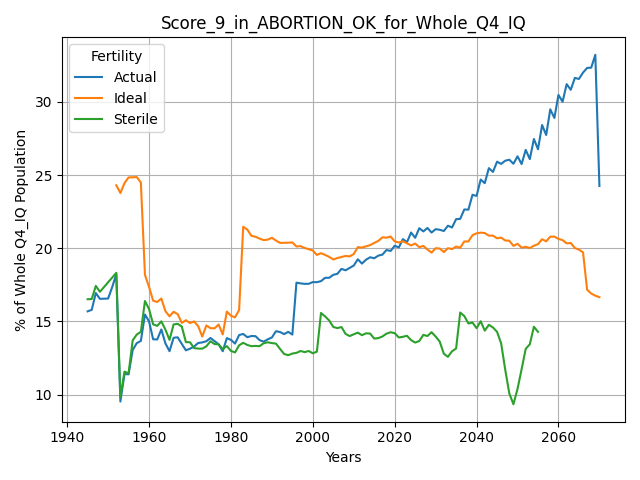 Score_9_in_ABORTION_OK_for_Whole_Q4_IQ
Fertility
Actual
Ideal
Sterile
% of Whole Q4_IQ Population
30
25
20
15
10
1940 1960 1980 2000 2020 2040 2060
Years